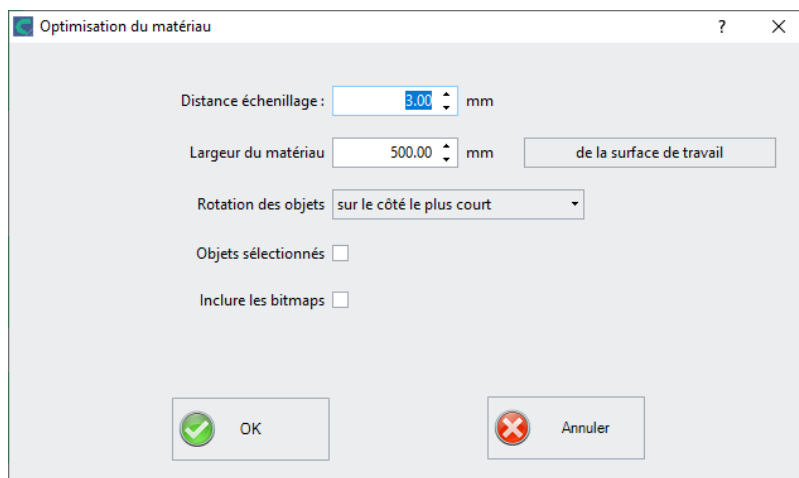 Optimisation du matériau ?
Distance échenillage : 3.00 mm
Largeur du matériau 500.00 mm de la surface de travail
Rotation des objets sur le côté le plus court
Objets sélectionnés
Inclure les bitmaps
OK Annuler